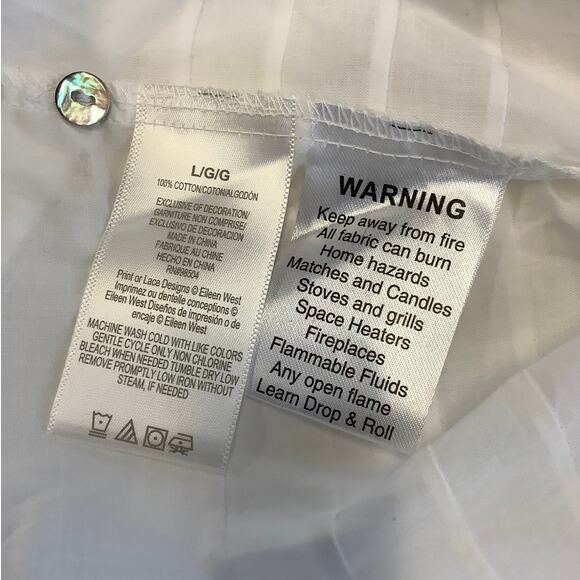 L/G/G
100% COTTON/COTON/ALGODÓN
EXCLUSIVE OF DECORATION/
GARNITURE NON COMPRISE/
EXCLUSIVO DE DECORACION
MADE IN CHINA
FABRIQUE AU CHINE
HECHO EN CHINA
RN#89504
Print or Lace Designs © Eileen West
Imprimez ou dentelle conceptions ©
Eileen West Diseños de impresión o de
encaje © Eileen West
MACHINE WASH COLD WITH LIKE COLORS
GENTLE CYCLE ONLY NON CHLORINE
BLEACH WHEN NEEDED TUMBLE DRY LOW
REMOVE PROMPTLY LOW IRON WITHOUT
STEAM, IF NEEDED
WARNING
Keep away from fire
All fabric can burn
Home hazards
Matches and Candles
Stoves and grills
Space Heaters
Fireplaces
Flammable Fluids
Any open flame
Learn Drop & Roll